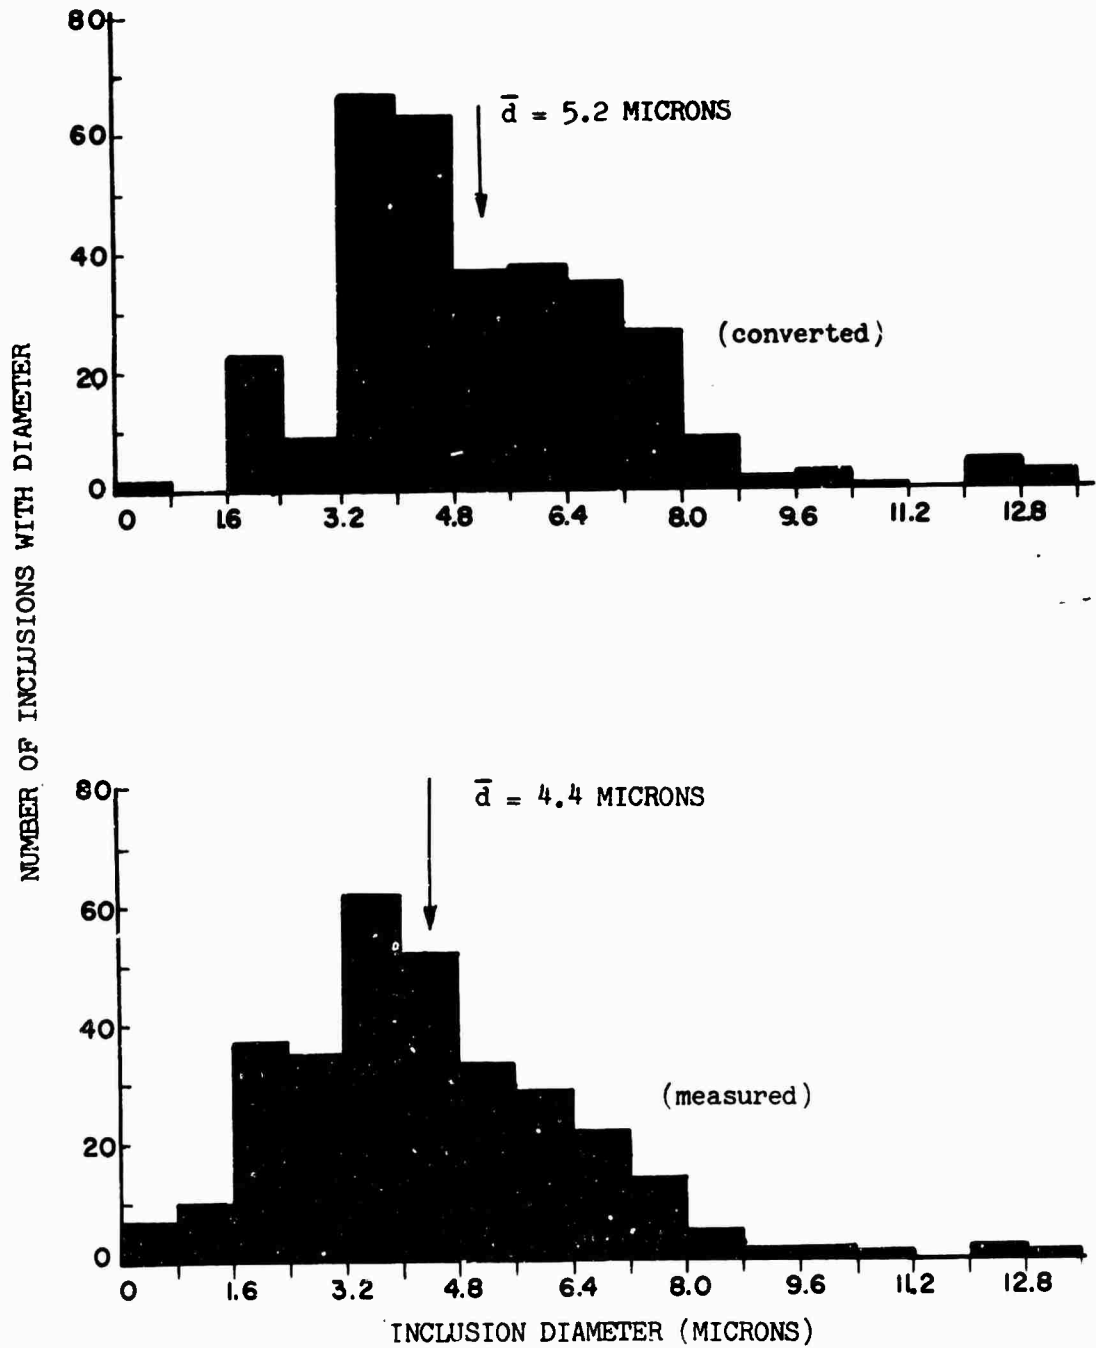 NUMBER OF INCLUSIONS WITH DIAMETER
80
60
40
20
0
d̅ = 5.2 MICRONS
(converted)
0 1.6 3.2 4.8 6.4 8.0 9.6 11.2 12.8
80
60
40
20
0
d̅ = 4.4 MICRONS
(measured)
0 1.6 3.2 4.8 6.4 8.0 9.6 11.2 12.8
INCLUSION DIAMETER (MICRONS)